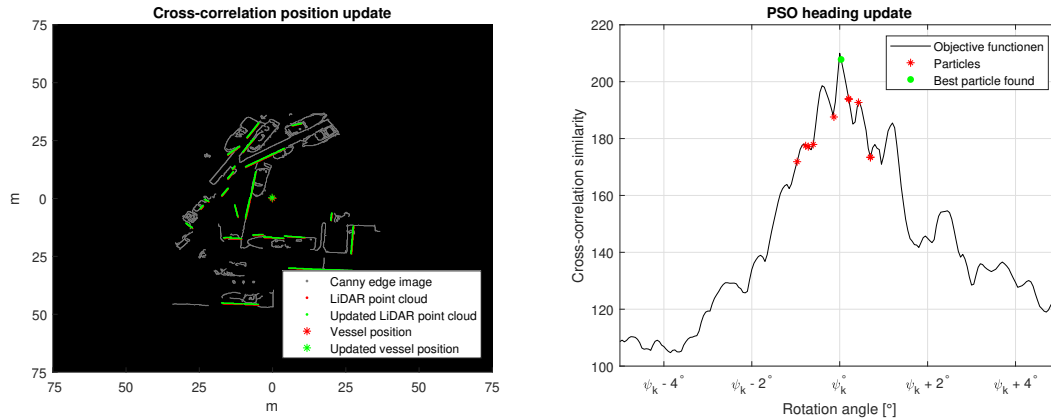 Cross-correlation position update
75
50
25
0
25
50
75
m
75 50 25 0 25 50 75
m
Canny edge image
LiDAR point cloud
Updated LiDAR point cloud
Vessel position
Updated vessel position
PSO heading update
Cross-correlation similarity
200
180
160
140
120
100
ψk - 4° ψk - 2° ψk° ψk + 2° ψk + 4°
Rotation angle [°]
Objective functionen
Particles
Best particle found